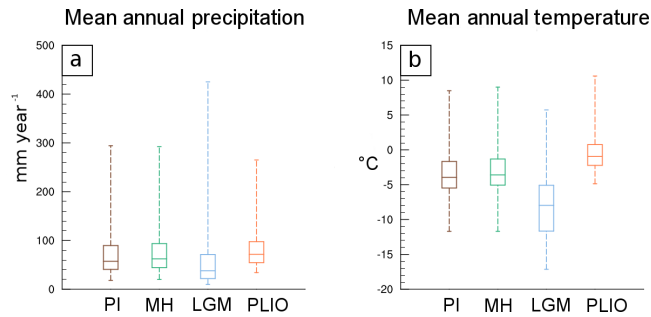 Mean annual precipitation
Mean annual temperature
a
b
mm year⁻¹
°C
500
400
300
200
100
0
15
10
5
0
-5
-10
-15
-20
PI MH LGM PLIO
PI MH LGM PLIO